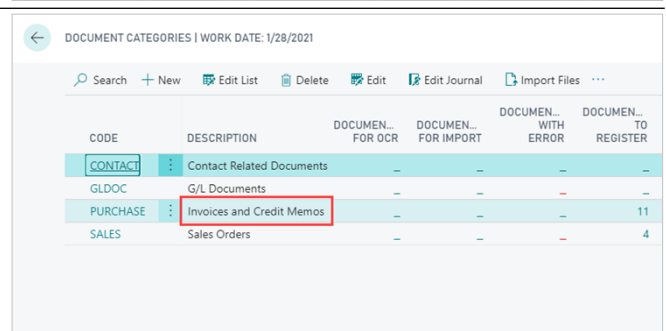 DOCUMENT CATEGORIES | WORK DATE: 1/28/2021
Search + New Edit List Delete Edit Edit Journal Import Files ...
CODE DESCRIPTION DOCUMEN... FOR OCR DOCUMEN... FOR IMPORT DOCUMEN... WITH ERROR DOCUMEN... TO REGISTER
CONTACT Contact Related Documents _ _ _ _
GLDOC G/L Documents _ _ _ _
PURCHASE Invoices and Credit Memos _ _ _ 11
SALES Sales Orders _ _ _ 4